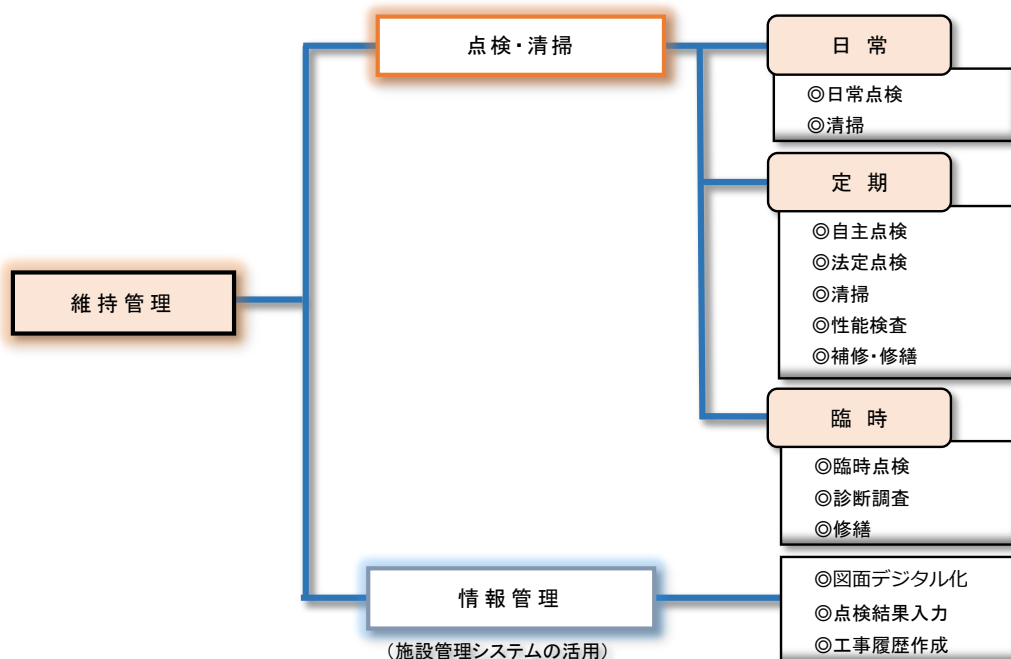 点検・清掃
日常
◎日常点検
◎清掃
定期
◎自主点検
◎法定点検
◎清掃
◎性能検査
◎補修・修繕
維持管理
臨時
◎臨時点検
◎診断調査
◎修繕
情報管理
(施設管理システムの活用)
◎図面デジタル化
◎点検結果入力
◎工事履歴作成